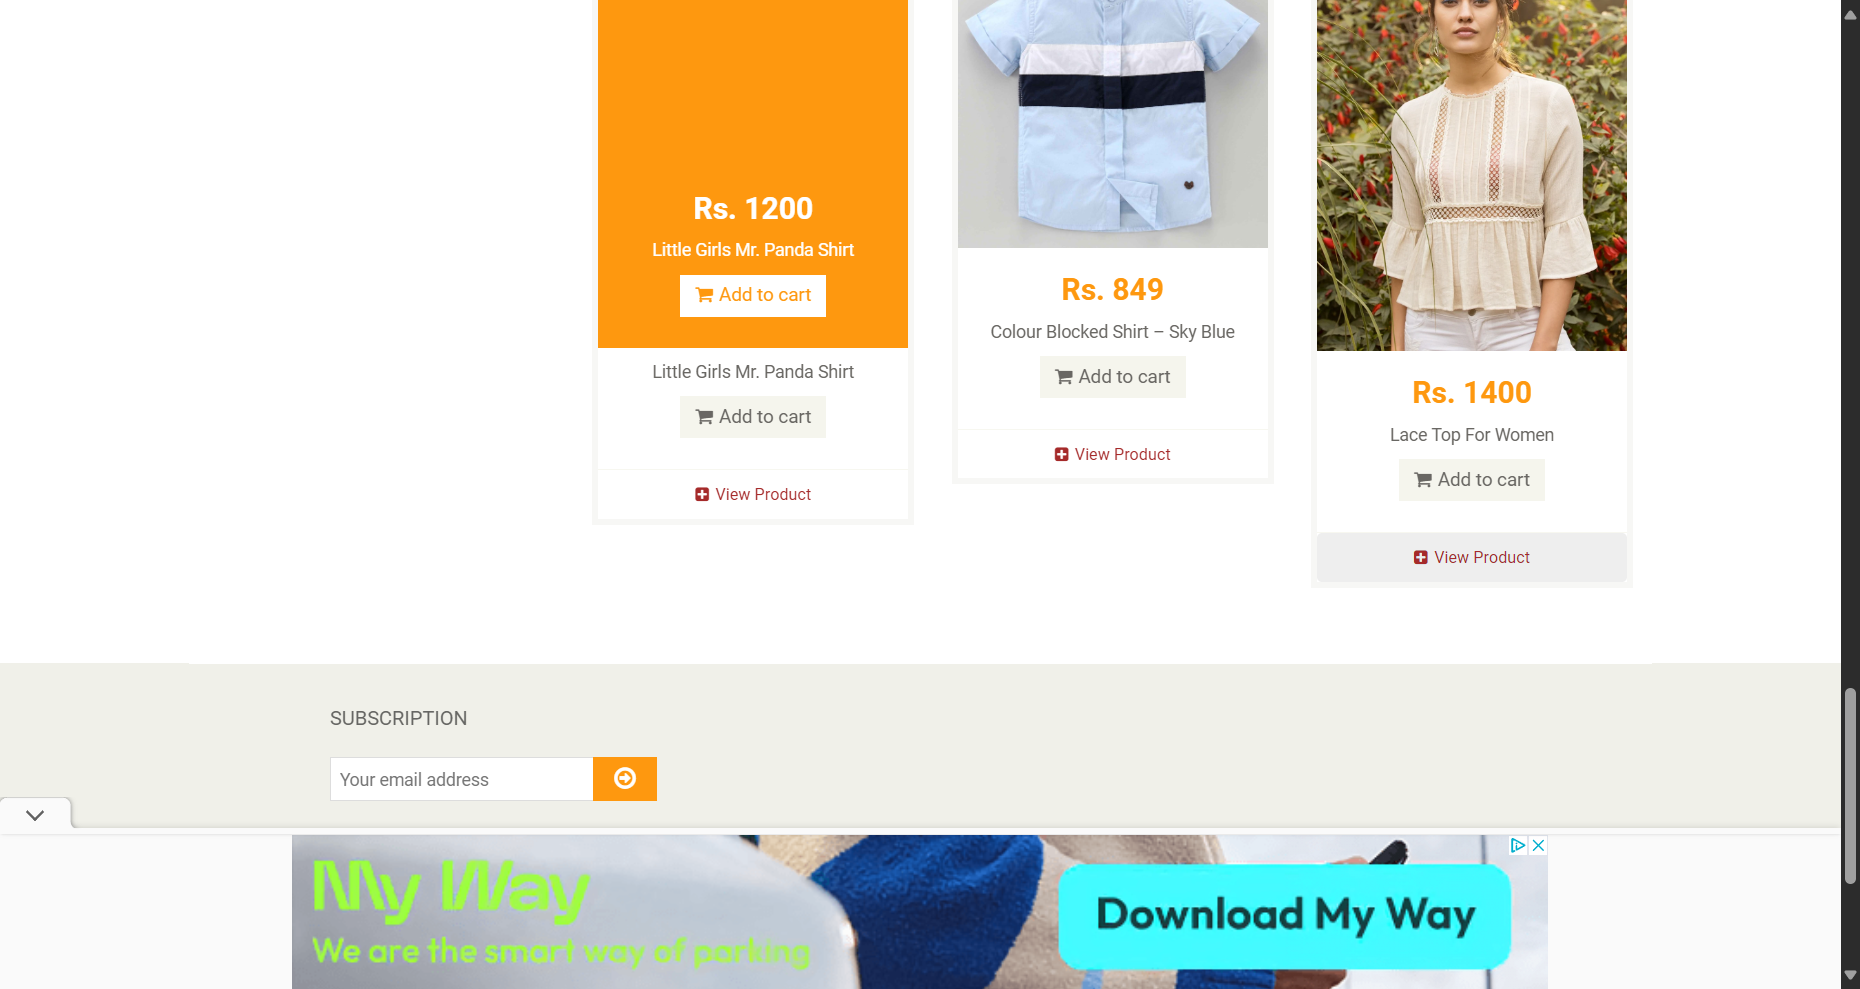 Rs. 1200
Little Girls Mr. Panda Shirt
Add to cart
Little Girls Mr. Panda Shirt
Add to cart
View Product
Rs. 849
Colour Blocked Shirt – Sky Blue
Add to cart
View Product
Rs. 1400
Lace Top For Women
Add to cart
View Product
SUBSCRIPTION
Your email address
My Way
We are the smart way of parking
Download My Way